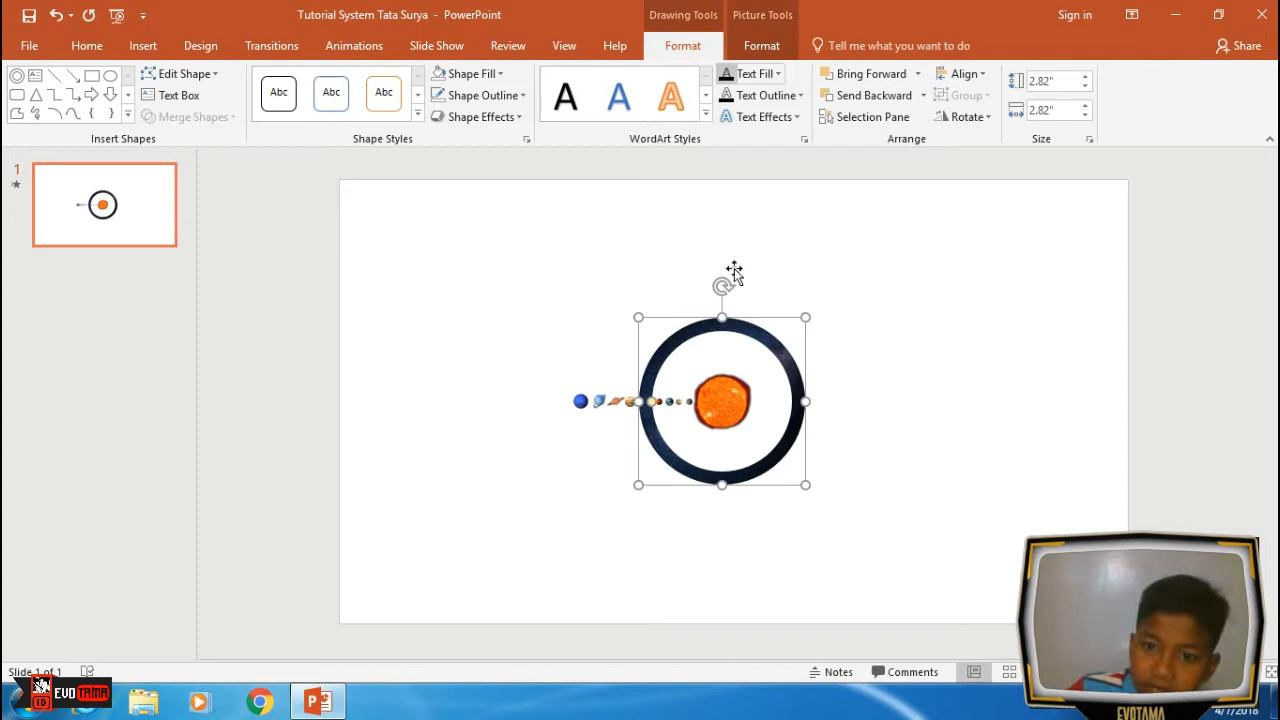 Tutorial System Tata Surya - PowerPoint
Drawing Tools
Picture Tools
Sign in
File
Home
Insert
Design
Transitions
Animations
Slide Show
Review
View
Help
Format
Format
Tell me what you want to do
Share
Edit Shape
Text Box
Merge Shapes
Insert Shapes
Abc
Abc
Abc
Shape Fill
Shape Outline
Shape Effects
Shape Styles
A
A
A
Text Fill
Text Outline
Text Effects
WordArt Styles
Bring Forward
Send Backward
Selection Pane
Align
Group
Rotate
Arrange
2.82"
2.82"
Size
1
Slide 1 of 1
Notes
Comments
ID
EVOTAMA
EVOTAMA
4/7/2018